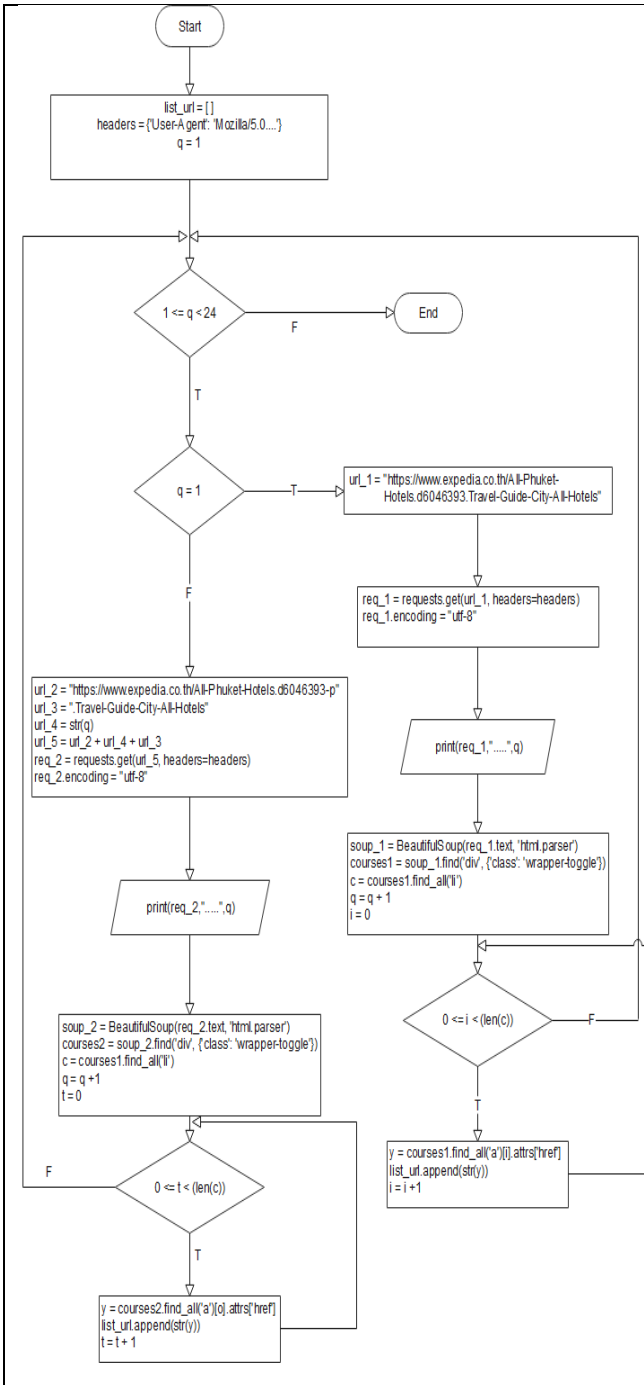 Start
list_url = [ ]
headers = {'User-Agent': 'Mozilla/5.0....'}
q = 1
1 <= q < 24
F
End
T
q = 1
T
url_1 = "https://www.expedia.co.th/All-Phuket-
Hotels.d6046393.Travel-Guide-City-All-Hotels"
req_1 = requests.get(url_1, headers=headers)
req_1.encoding = "utf-8"
print(req_1,".....",q)
soup_1 = BeautifulSoup(req_1.text, 'html.parser')
courses1 = soup_1.find('div', {'class': 'wrapper-toggle'})
c = courses1.find_all('li')
q = q + 1
i = 0
0 <= i < (len(c))
F
T
y = courses1.find_all('a')[i].attrs['href']
list_url.append(str(y))
i = i +1
F
url_2 = "https://www.expedia.co.th/All-Phuket-Hotels.d6046393-p"
url_3 = ".Travel-Guide-City-All-Hotels"
url_4 = str(q)
url_5 = url_2 + url_4 + url_3
req_2 = requests.get(url_5, headers=headers)
req_2.encoding = "utf-8"
print(req_2,".....",q)
soup_2 = BeautifulSoup(req_2.text, 'html.parser')
courses2 = soup_2.find('div', {'class': 'wrapper-toggle'})
c = courses1.find_all('li')
q = q +1
t = 0
F
0 <= t < (len(c))
T
y = courses2.find_all('a')[o].attrs['href']
list_url.append(str(y))
t = t + 1